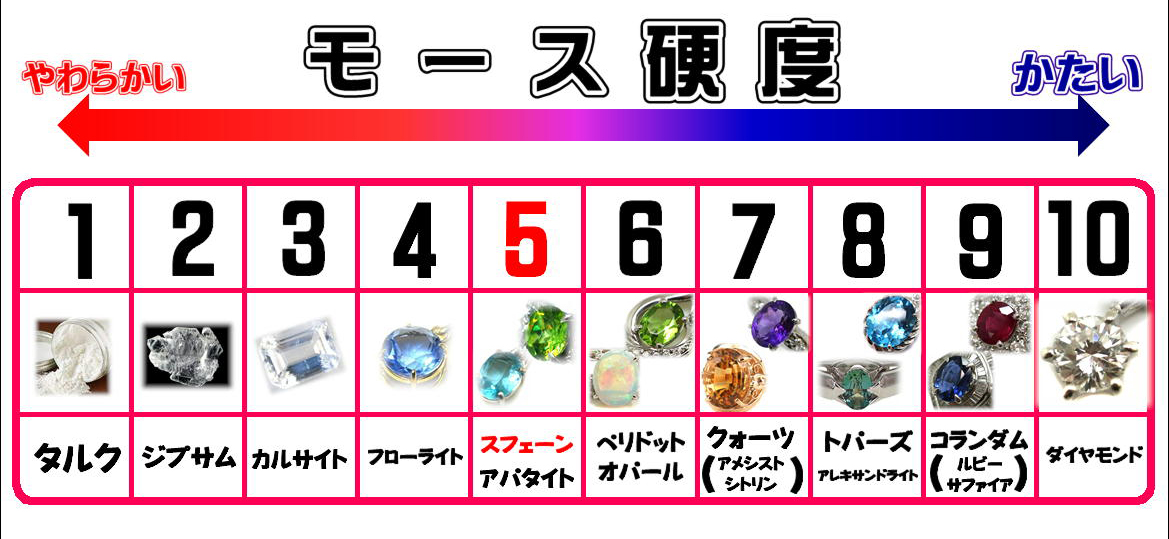 モース硬度
やわらかい
かたい
1
2
3
4
5
6
7
8
9
10
タルク
ジプサム
カルサイト
フローライト
スフェーン
アパタイト
ペリドット
オパール
クォーツ
(アメシスト
シトリン)
トパーズ
アレキサンドライト
コランダム
(ルビー
サファイア)
ダイヤモンド